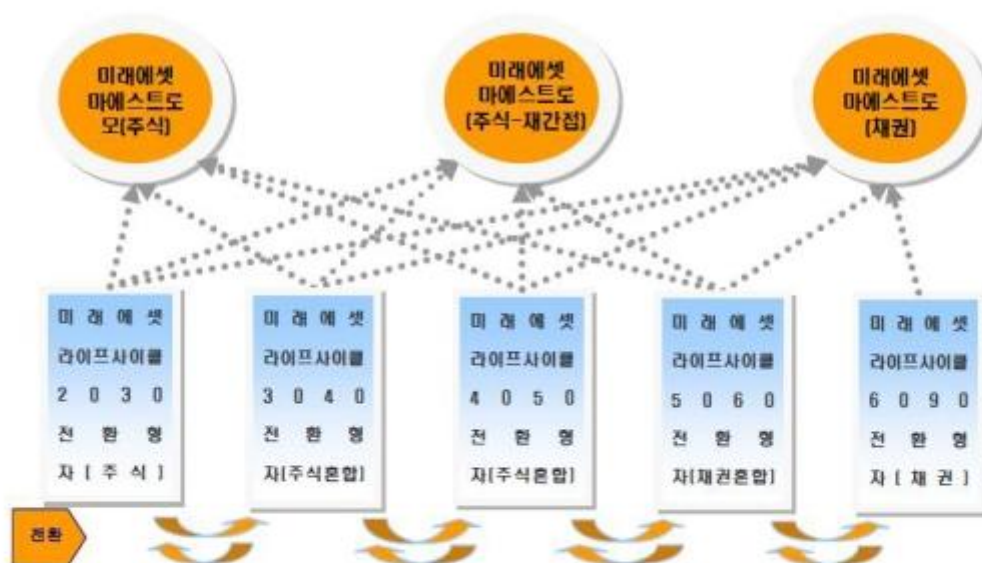 미래에셋
마에스트로
모(주식)
미래에셋
마에스트로
(주식-재간접)
미래에셋
마에스트로
(채권)
미 래 에 셋
라이프사이클
2 0 3 0
전 환 형
자 ( 주 식 )
미 래 에 셋
라이프사이클
3 0 4 0
전 환 형
자(주식혼합)
미 래 에 셋
라이프사이클
4 0 5 0
전 환 형
자(주식혼합)
미 래 에 셋
라이프사이클
5 0 6 0
전 환 형
자(채권혼합)
미 래 에 셋
라이프사이클
6 0 9 0
전 환 형
자 ( 채 권 )
전환